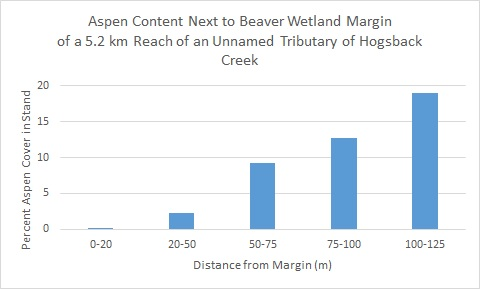 Aspen Content Next to Beaver Wetland Margin
of a 5.2 km Reach of an Unnamed Tributary of Hogsback
Creek
Percent Aspen Cover in Stand
20
15
10
5
0
0-20 20-50 50-75 75-100 100-125
Distance from Margin (m)